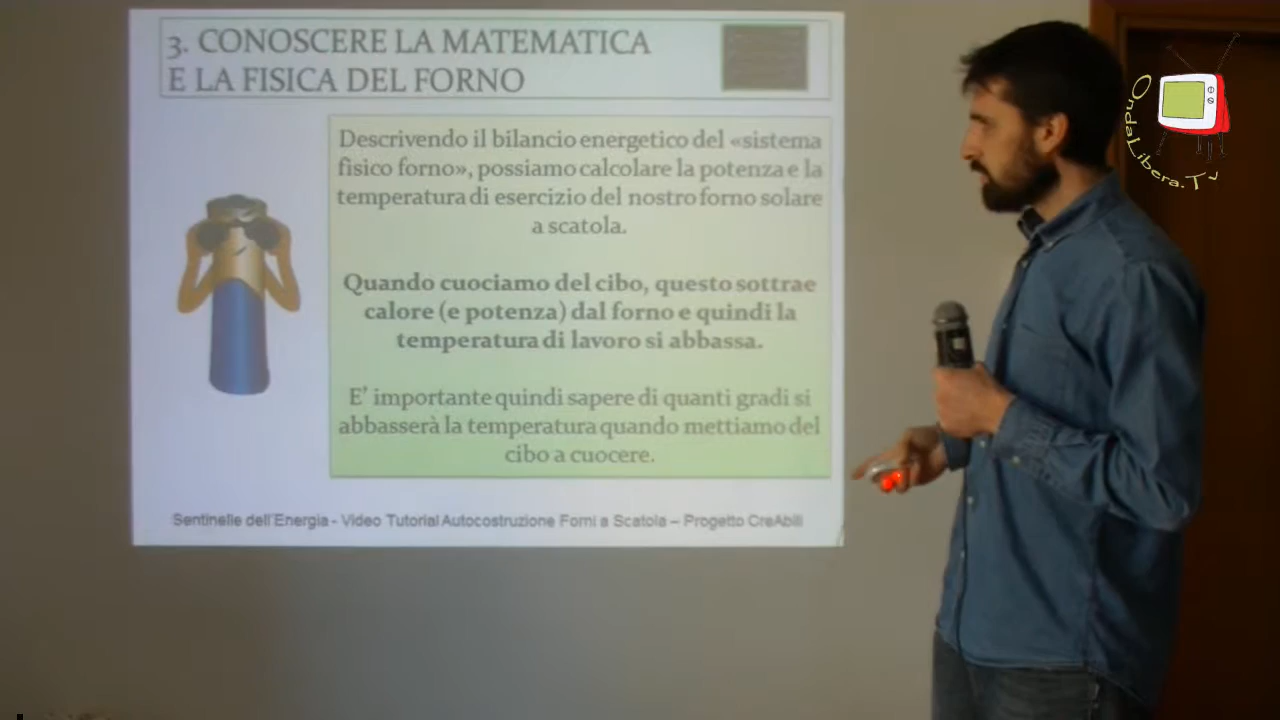 3. CONOSCERE LA MATEMATICA
E LA FISICA DEL FORNO
Descrivendo il bilancio energetico del «sistema
fisico forno», possiamo calcolare la potenza e la
temperatura di esercizio del nostro forno solare
a scatola.
Quando cuociamo del cibo, questo sottrae
calore (e potenza) dal forno e quindi la
temperatura di lavoro si abbassa.
E' importante quindi sapere di quanti gradi si
abbasserà la temperatura quando mettiamo del
cibo a cuocere.
Sentinelle dell'Energia - Video Tutorial Autocostruzione Forni a Scatola – Progetto CreAbili
OndeLibera.Tv